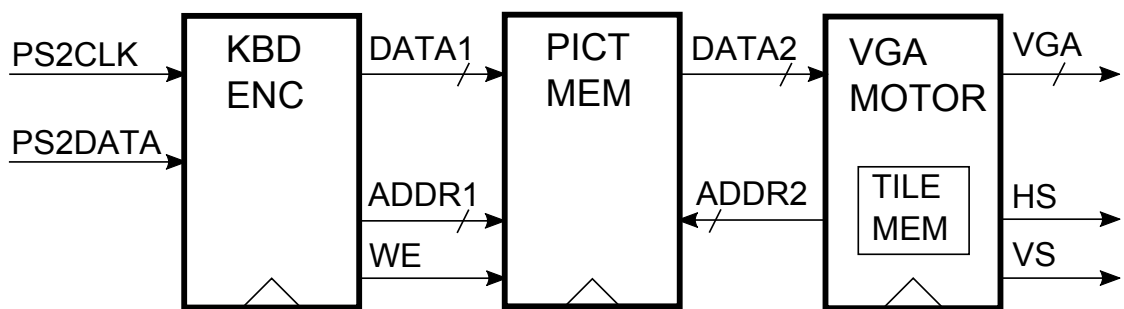 PS2CLK
PS2DATA
KBD
ENC
DATA1
ADDR1
WE
PICT
MEM
DATA2
ADDR2
VGA
MOTOR
TILE
MEM
VGA
HS
VS